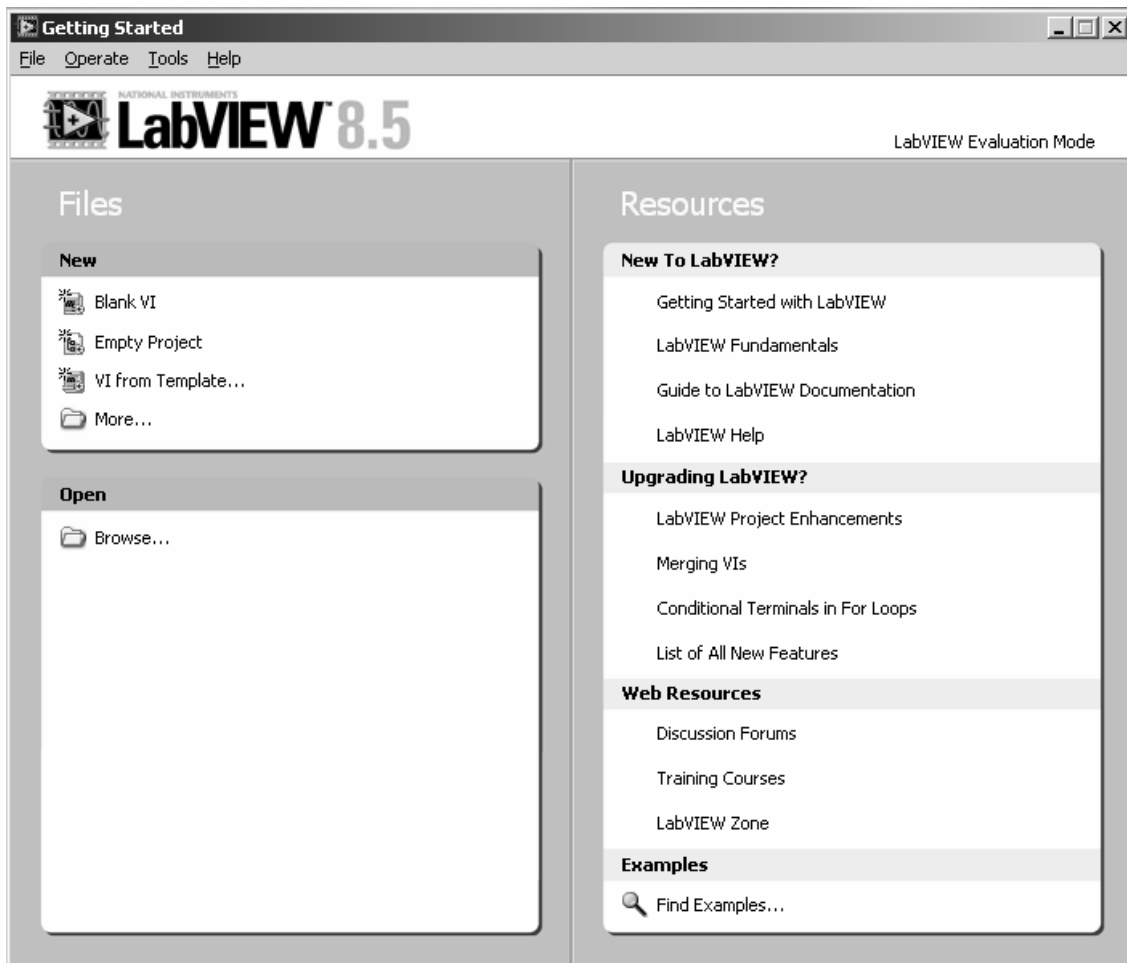 Getting Started
File Operate Tools Help
NATIONAL INSTRUMENTS
LabVIEW™ 8.5
LabVIEW Evaluation Mode
Files
New
Blank VI
Empty Project
VI from Template...
More...
Open
Browse...
Resources
New To LabVIEW?
Getting Started with LabVIEW
LabVIEW Fundamentals
Guide to LabVIEW Documentation
LabVIEW Help
Upgrading LabVIEW?
LabVIEW Project Enhancements
Merging VIs
Conditional Terminals in For Loops
List of All New Features
Web Resources
Discussion Forums
Training Courses
LabVIEW Zone
Examples
Find Examples...